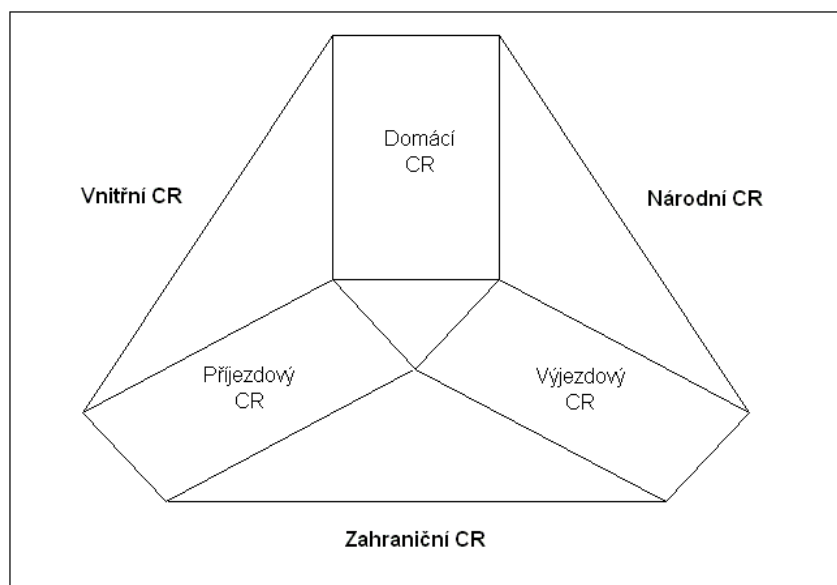 Domácí
CR
Vnitřní CR
Národní CR
Příjezdový
CR
Výjezdový
CR
Zahraniční CR